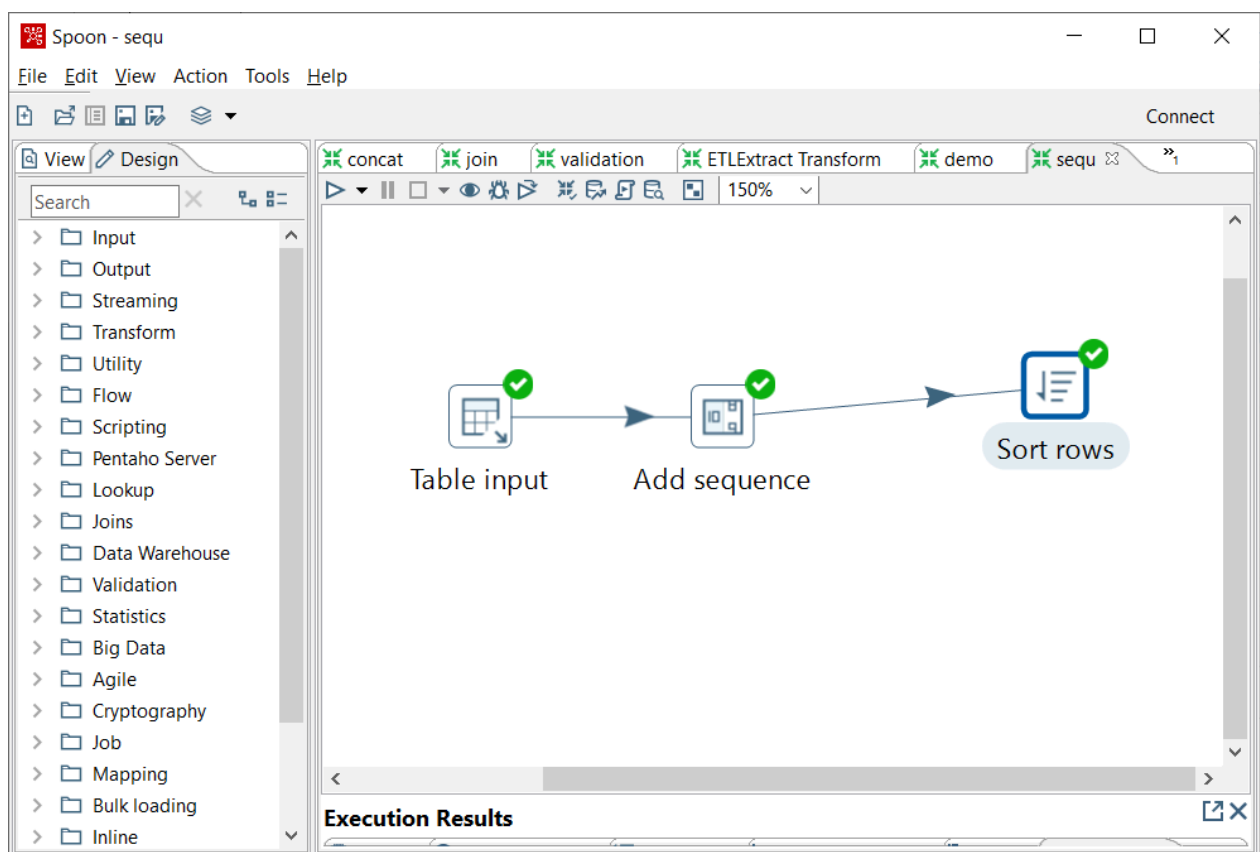 Spoon - sequ
File Edit View Action Tools Help
Connect
View Design
concat join validation ETLExtract Transform demo sequ »1
Search
150%
Input
Output
Streaming
Transform
Utility
Flow
Scripting
Pentaho Server
Lookup
Joins
Data Warehouse
Validation
Statistics
Big Data
Agile
Cryptography
Job
Mapping
Bulk loading
Inline
Table input
Add sequence
Sort rows
Execution Results